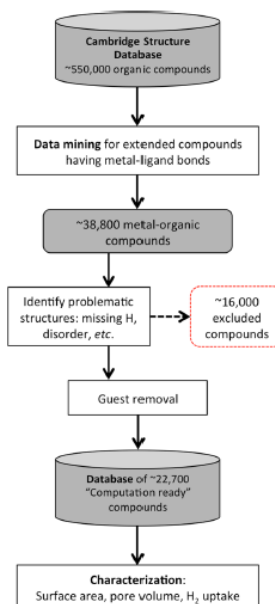 Cambridge Structure
Database
~550,000 organic compounds
Data mining for extended compounds
having metal-ligand bonds
~38,800 metal-organic
compounds
Identify problematic
structures: missing H,
disorder, etc.
~16,000
excluded
compounds
Guest removal
Database of ~22,700
"Computation ready"
compounds
Characterization:
Surface area, pore volume, H₂ uptake